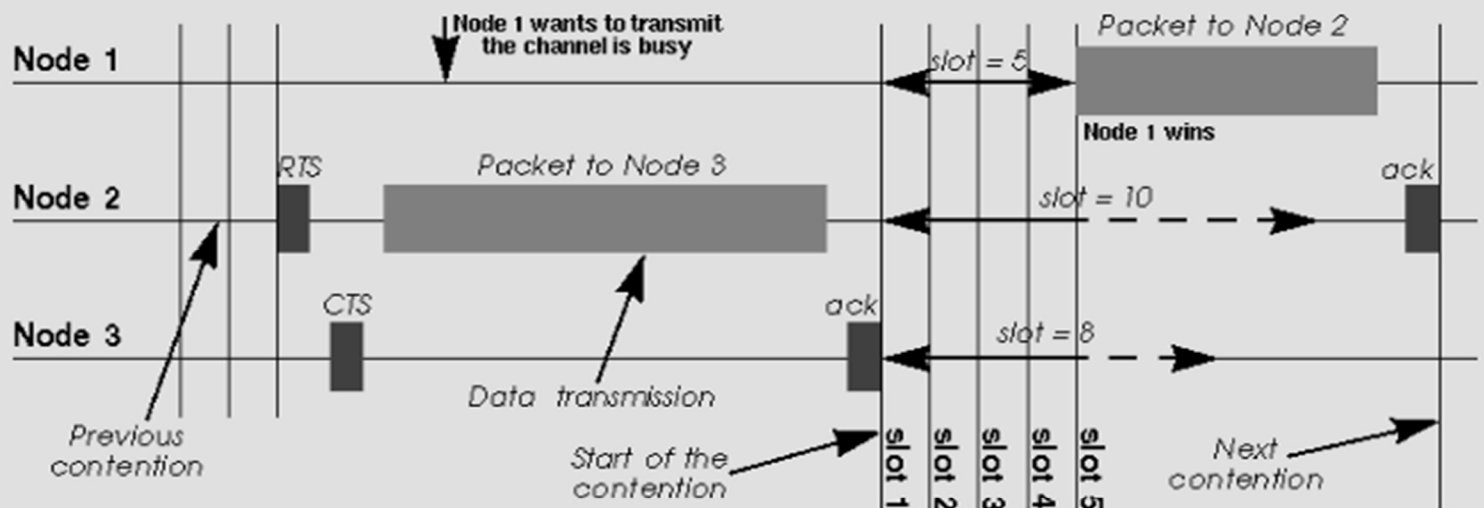 Node 1 wants to transmit
the channel is busy
Packet to Node 2
Node 1
slot = 5
Node 1 wins
RTS
Packet to Node 3
ack
Node 2
slot = 10
CTS
ack
Node 3
slot = 8
Data transmission
Previous
contention
Start of the
contention
slot 1
slot 2
slot 3
slot 4
slot 5
Next
contention